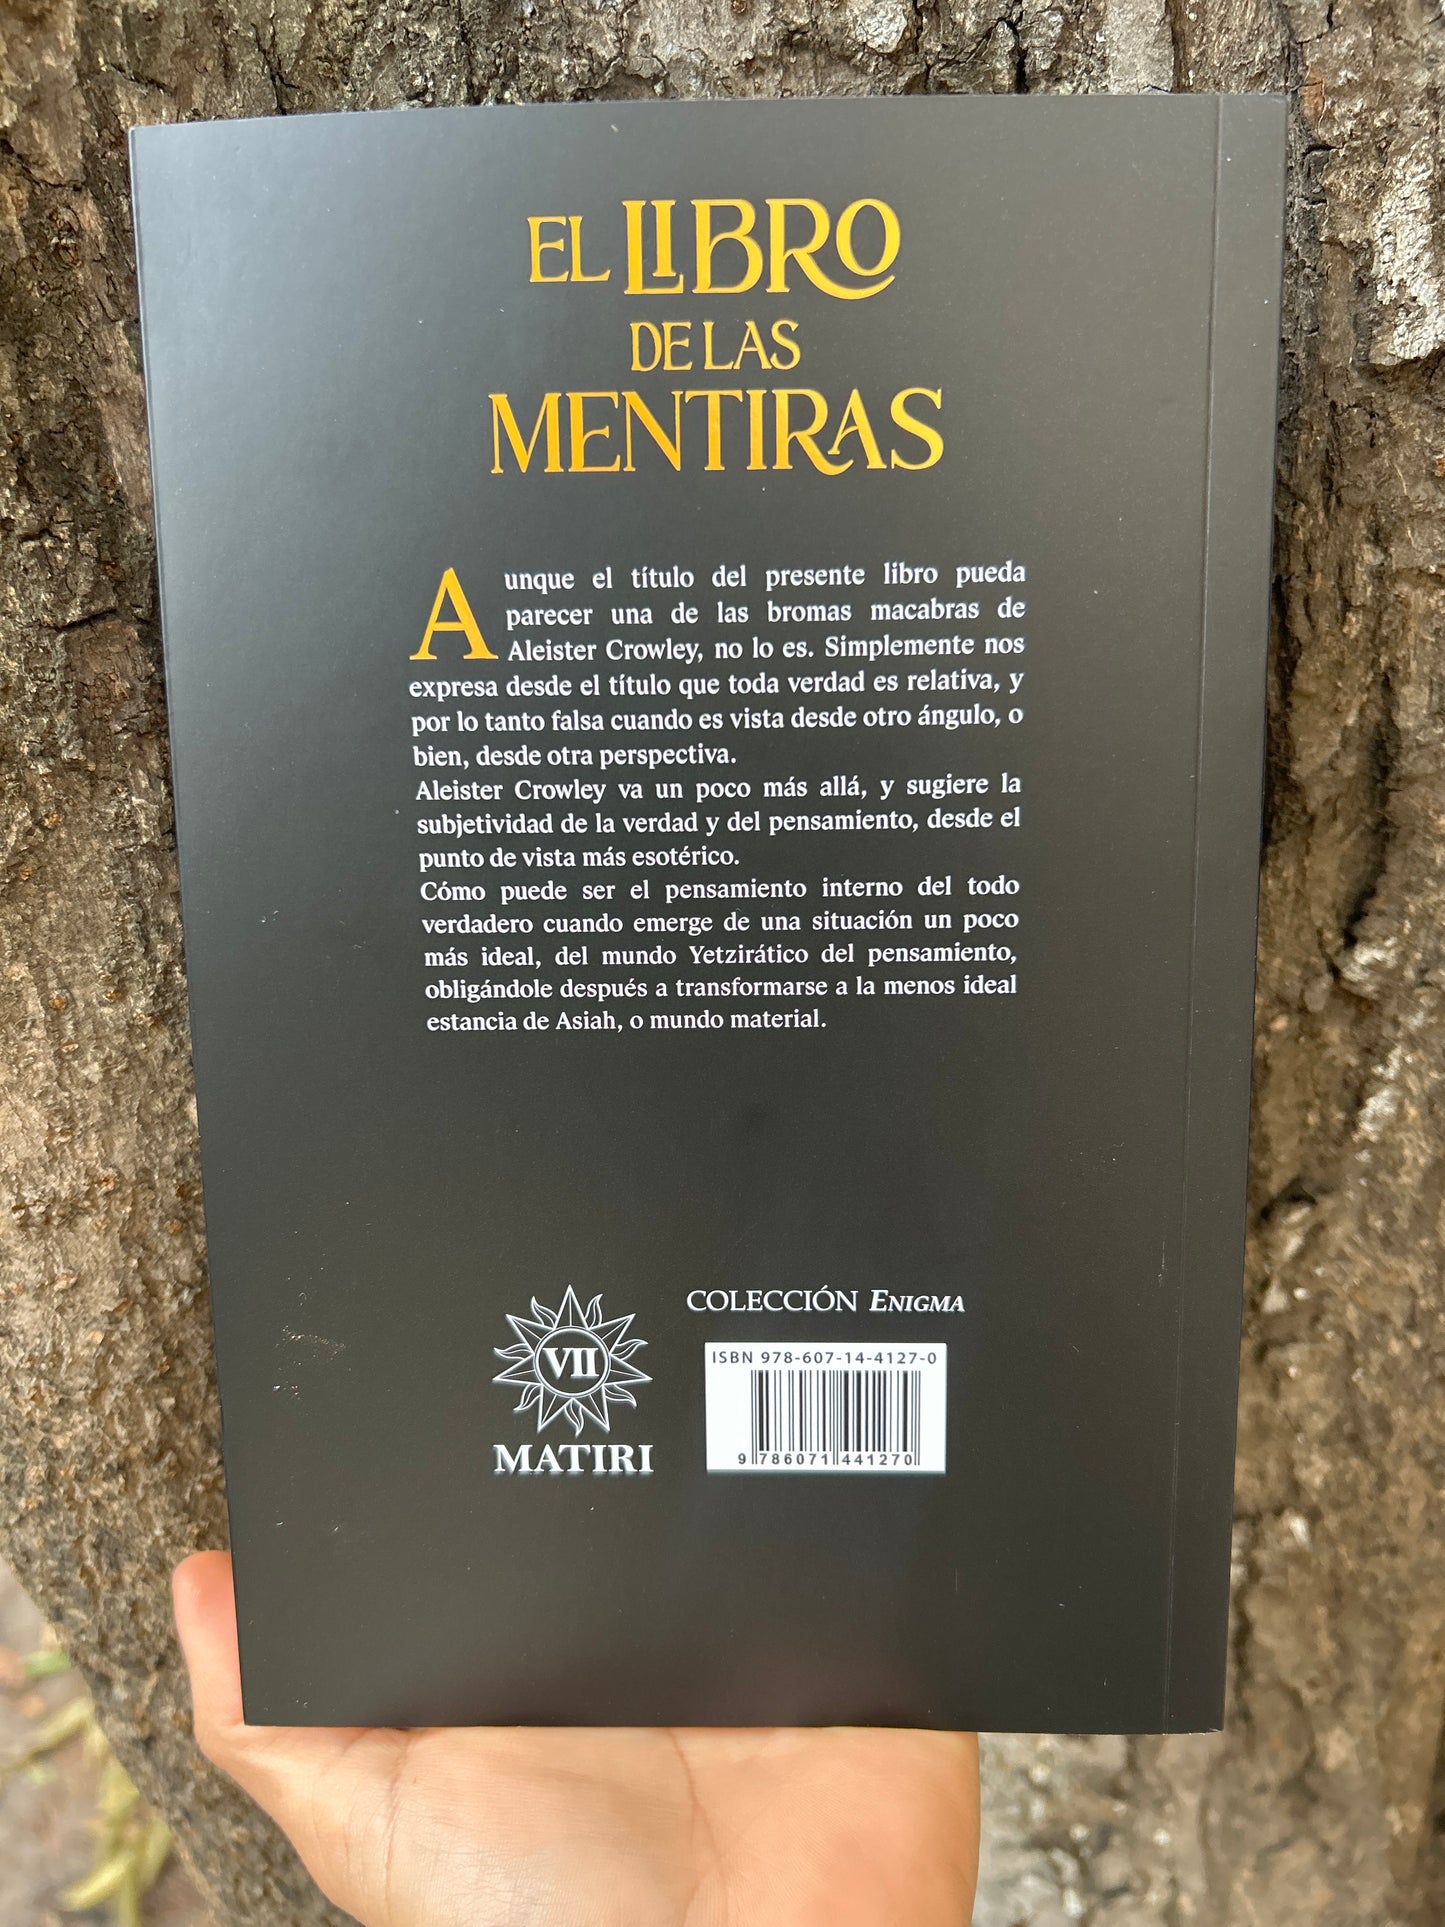 EL LIBRO
DE LAS
MENTIRAS
Aunque el título del presente libro pueda
parecer una de las bromas macabras de
Aleister Crowley, no lo es. Simplemente nos
expresa desde el título que toda verdad es relativa, y
por lo tanto falsa cuando es vista desde otro ángulo, o
bien, desde otra perspectiva.
Aleister Crowley va un poco más allá, y sugiere la
subjetividad de la verdad y del pensamiento, desde el
punto de vista más esotérico.
Cómo puede ser el pensamiento interno del todo
verdadero cuando emerge de una situación un poco
más ideal, del mundo Yetzirático del pensamiento,
obligándole después a transformarse a la menos ideal
estancia de Asiah, o mundo material.
VII
MATIRI
COLECCIÓN ENIGMA
ISBN 978-607-14-4127-0
9 786071 441270